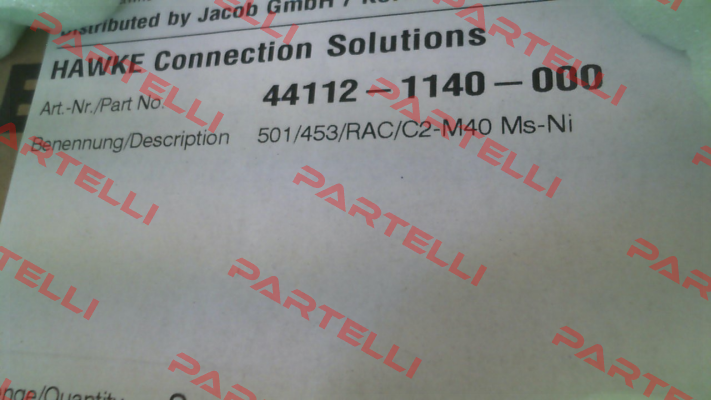 Distributed by Jacob GmbH /
HAWKE Connection Solutions
Art.-Nr./Part No. 44112-1140-000
Benennung/Description 501/453/RAC/C2-M40 Ms-Ni
PARTELLI
PARTELLI
PARTELLI
PARTELLI
PARTELLI
PARTELLI
PARTELLI
PARTELLI
PARTELLI